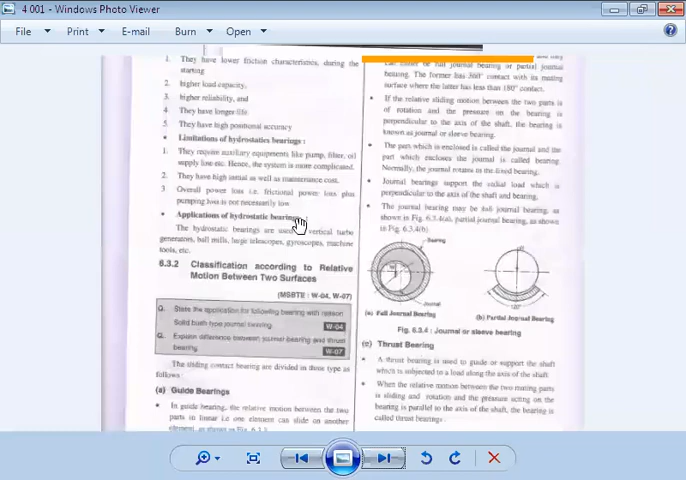 4 001 - Windows Photo Viewer
File Print E-mail Burn Open
1. They have lower friction characteristics, during the
starting
2. higher load capacity,
3. higher reliability, and
4. They have longer life
5. They have high positional accuracy
• Limitations of hydrostatics bearings :
1. They require auxiliary equipments like pump, filter, oil
supply line etc. Hence, the system is more complicated.
2. They have high initial as well as maintenance cost.
3 Overall power loss i.e. frictional power loss plus
pumping loss is not necessarily low
• Applications of hydrostatic bearings
The hydrostatic bearings are used vertical turbo
generators, ball mills, large telescopes, gyroscopes, machine
tools, etc.
6.3.2 Classification according to Relative
Motion Between Two Surfaces
(MSBTE : W-04, W-07)
Q. State the application for following bearing with reason
Solid bush type journal bearing. W-04
Q. Explain difference between journal bearing and thrust
bearing. W-07
The sliding contact bearing are divided in three type as
follows :
(a) Guide Bearings
• In guide bearing, the relative motion between the two
parts is linear i.e one element can slide on another
element, as shown in Fig.
can either be full journal bearing or partial journal
bearing. The former has 360° contact with its mating
surface where the latter has less than 180° contact.
• If the relative sliding motion between the two parts is
of rotation and the pressure on the bearing is
perpendicular to the axis of the shaft, the bearing is
known as journal or sleeve bearing.
• The part which is enclosed is called the journal and the
part which encloses the journal is called bearing.
Normally, the journal rotates in the fixed bearing.
• Journal bearings support the radial load which is
perpendicular to the axis of the shaft and bearing.
• The journal bearing may be full journal bearing, as
shown in Fig. 6.3.4(a), partial journal bearing, as shown
in Fig. 6.3.4(b)
Bearing
Journal
120°
(a) Full Journal Bearing (b) Partial Journal Bearing
Fig. 6.3.4 : Journal or sleeve bearing
(c) Thrust Bearing
• A thrust bearing is used to guide or support the shaft
which is subjected to a load along the axis of the shaft.
• When the relative motion between the two mating parts
is sliding and rotation and the pressure acting on the
bearing is parallel to the axis of the shaft, the bearing is
called thrust bearings.